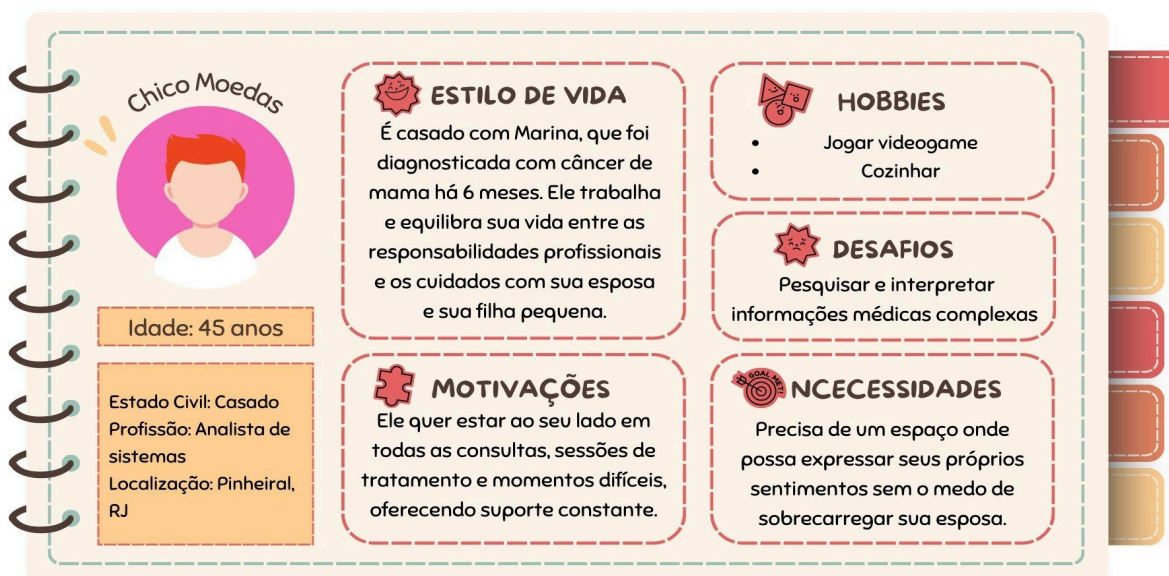 Chico Moedas
Idade: 45 anos
Estado Civil: Casado
Profissão: Analista de
sistemas
Localização: Pinheiral,
RJ
ESTILO DE VIDA
É casado com Marina, que foi
diagnosticada com câncer de
mama há 6 meses. Ele trabalha
e equilibra sua vida entre as
responsabilidades profissionais
e os cuidados com sua esposa
e sua filha pequena.
MOTIVAÇÕES
Ele quer estar ao seu lado em
todas as consultas, sessões de
tratamento e momentos difíceis,
oferecendo suporte constante.
HOBBIES
• Jogar videogame
• Cozinhar
DESAFIOS
Pesquisar e interpretar
informações médicas complexas
GOAL MET!
NCECESSIDADES
Precisa de um espaço onde
possa expressar seus próprios
sentimentos sem o medo de
sobrecarregar sua esposa.